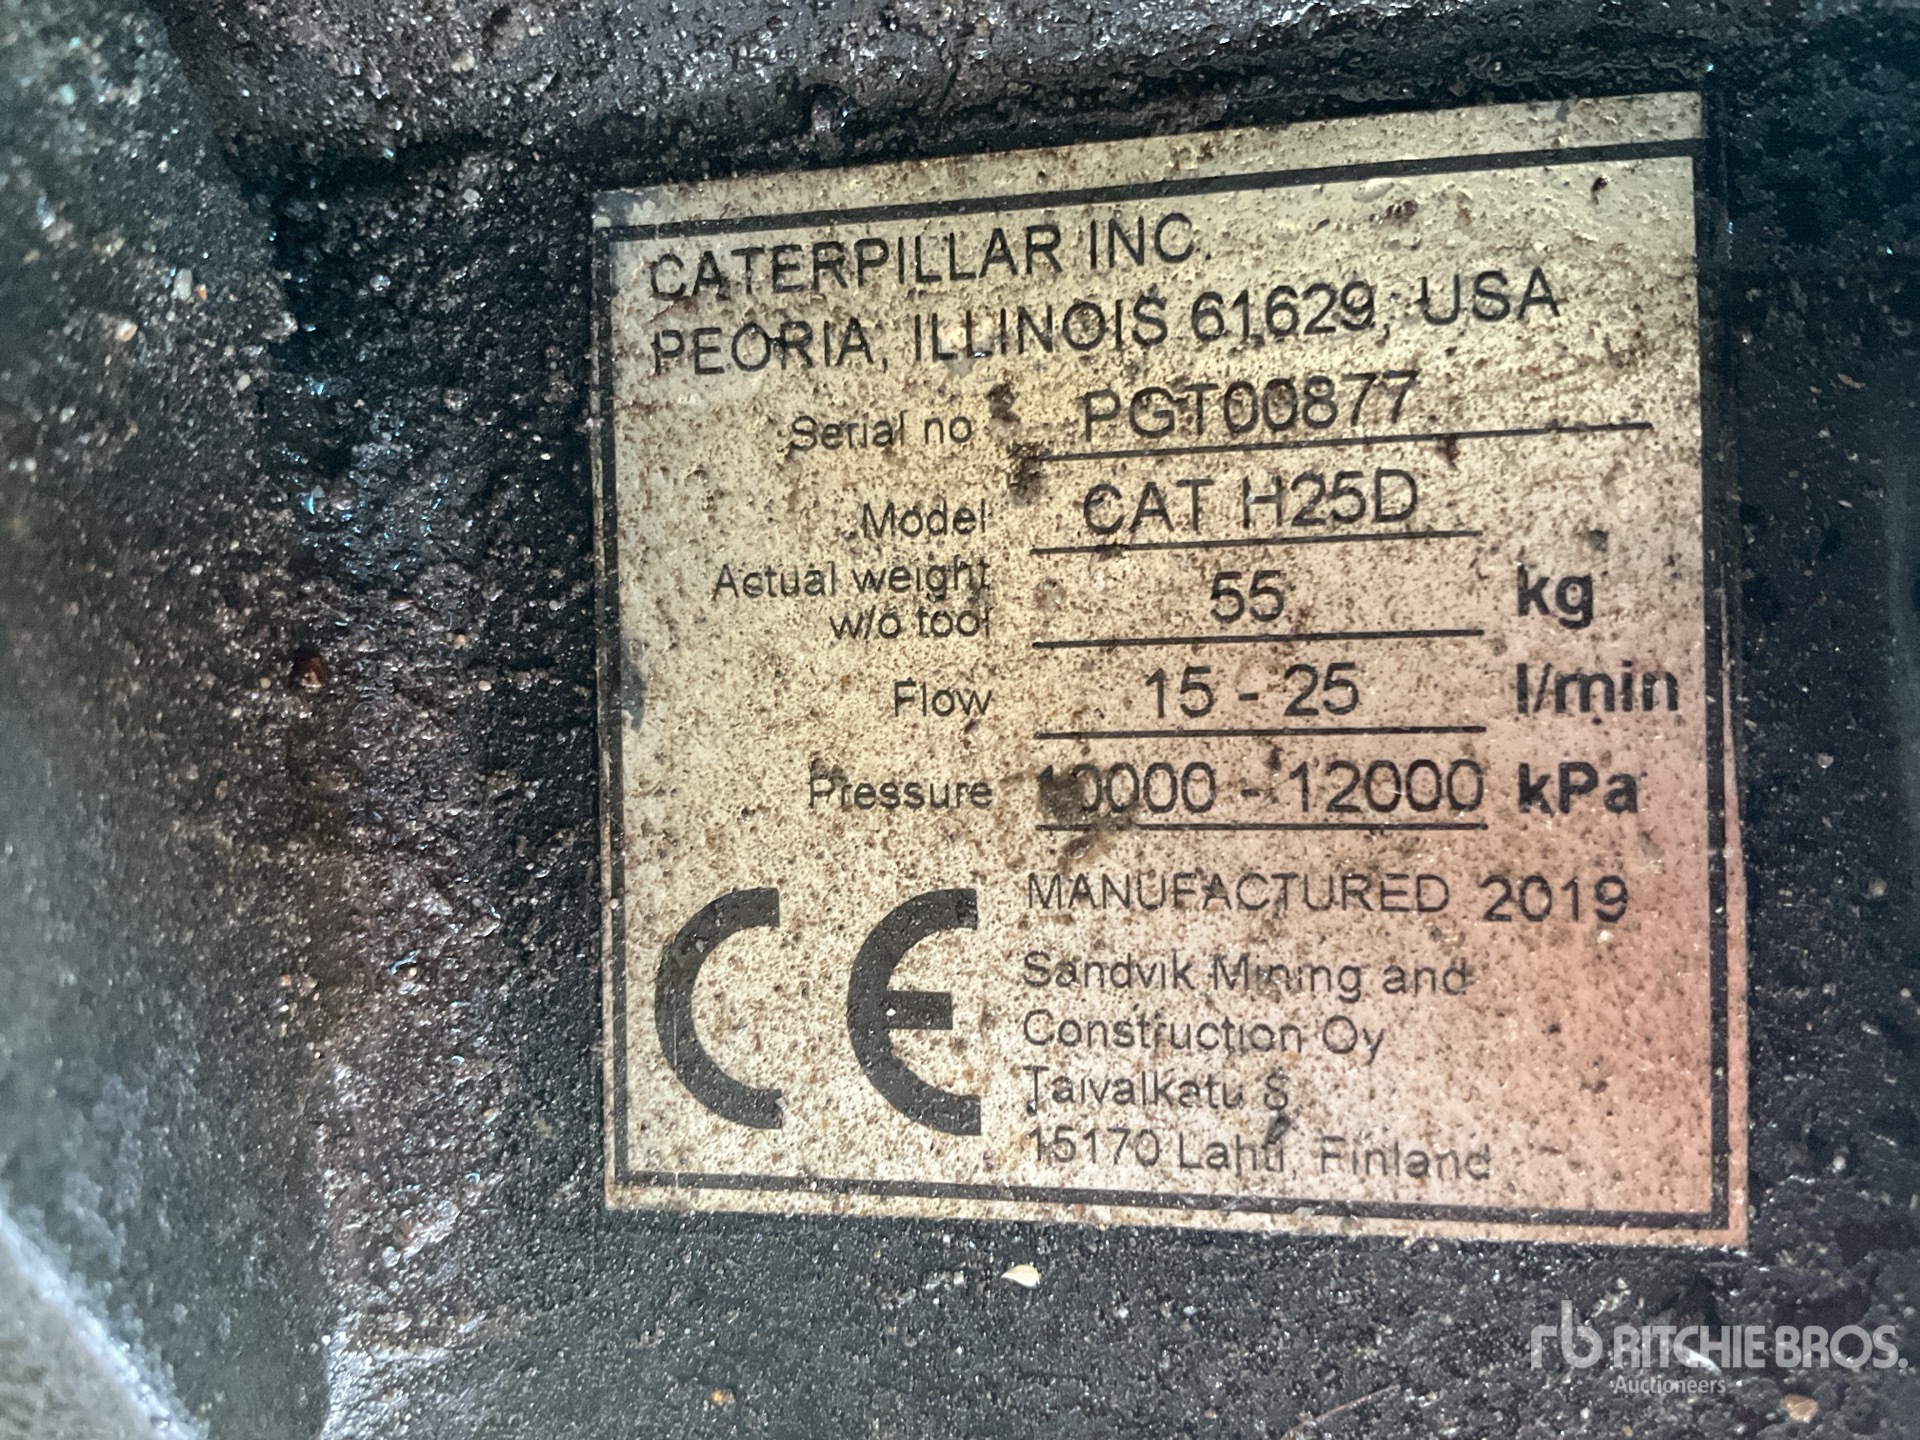 CATERPILLAR INC.
PEORIA, ILLINOIS 61629, USA
Serial no PGT00877
Model CAT H25D
Actual weight
w/o tool 55 kg
Flow 15 - 25 l/min
Pressure 10000 - 12000 kPa
CE
MANUFACTURED 2019
Sandvik Mining and
Construction Oy
Taivalkatu 8
15170 Lahti, Finland
rb RITCHIE BROS.
Auctioneers